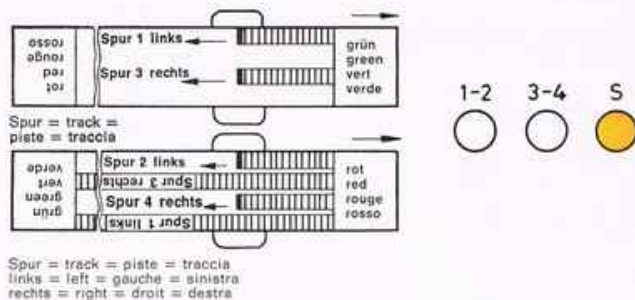 rosso
rouge
red
rot
Spur 1 links
Spur 3 rechts
grün
green
vert
verde
Spur = track =
piste = traccia
verde
vert
green
grün
Spur 2 links
Spur 3 rechts
Spur 4 rechts
Spur 1 links
rot
red
rouge
rosso
Spur = track = piste = traccia
links = left = gauche = sinistra
rechts = right = droit = destra
1-2 3-4 S